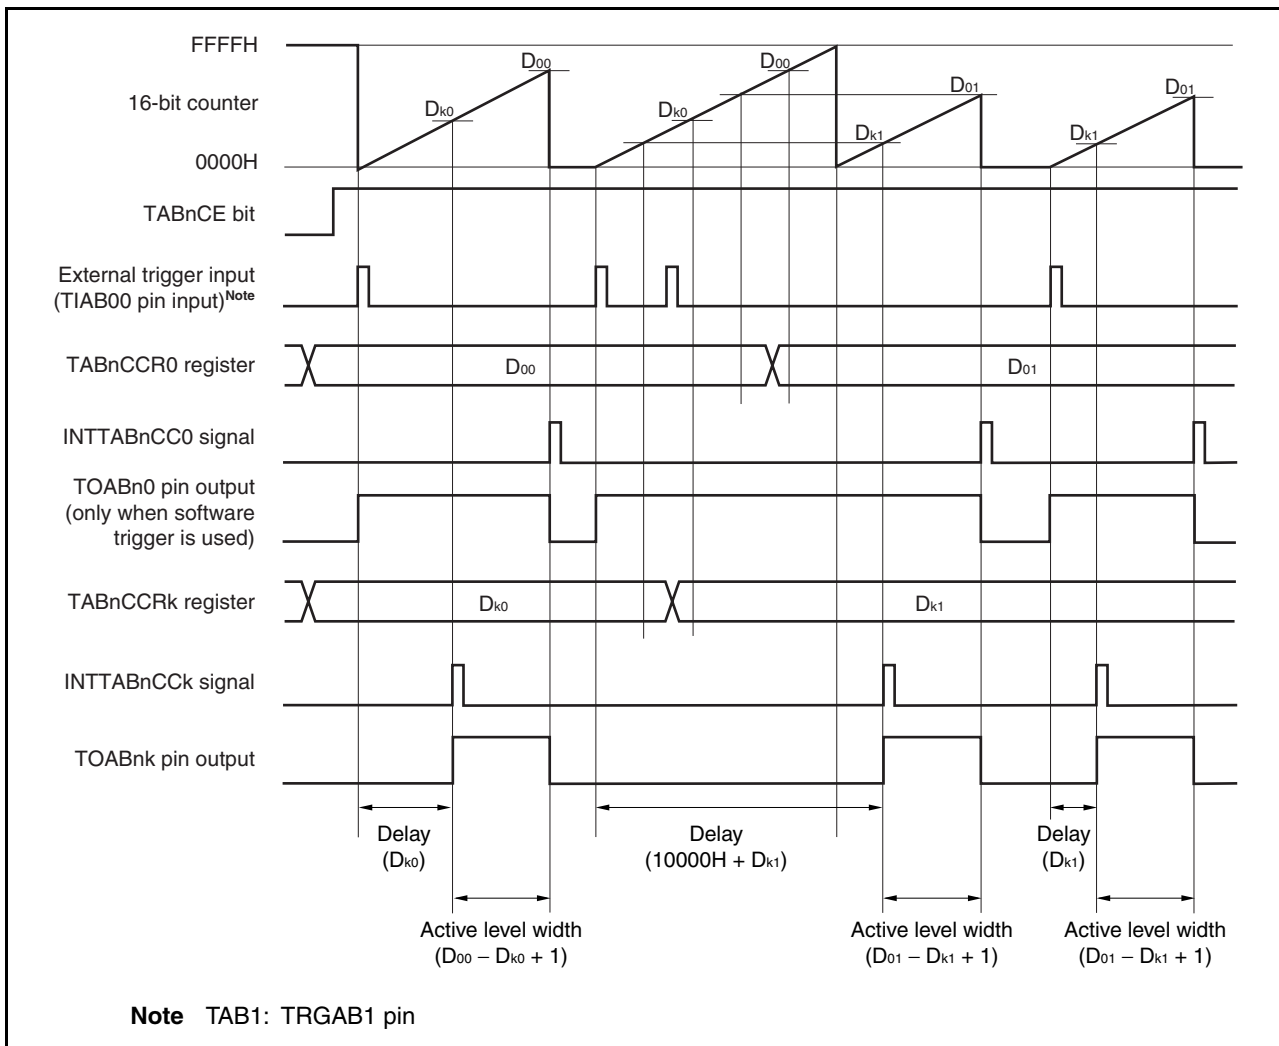 FFFFH
D00
D00
16-bit counter
Dk0
Dk0
D01
D01
Dk1
Dk1
0000H
TABnCE bit
External trigger input
(TIAB00 pin input)Note
TABnCCR0 register
D00
D01
INTTABnCC0 signal
TOABn0 pin output
(only when software
trigger is used)
TABnCCRk register
Dk0
Dk1
INTTABnCCk signal
TOABnk pin output
Delay
(Dk0)
Delay
(10000H + Dk1)
Delay
(Dk1)
Active level width
(D00 − Dk0 + 1)
Active level width
(D01 − Dk1 + 1)
Active level width
(D01 − Dk1 + 1)
Note TAB1: TRGAB1 pin